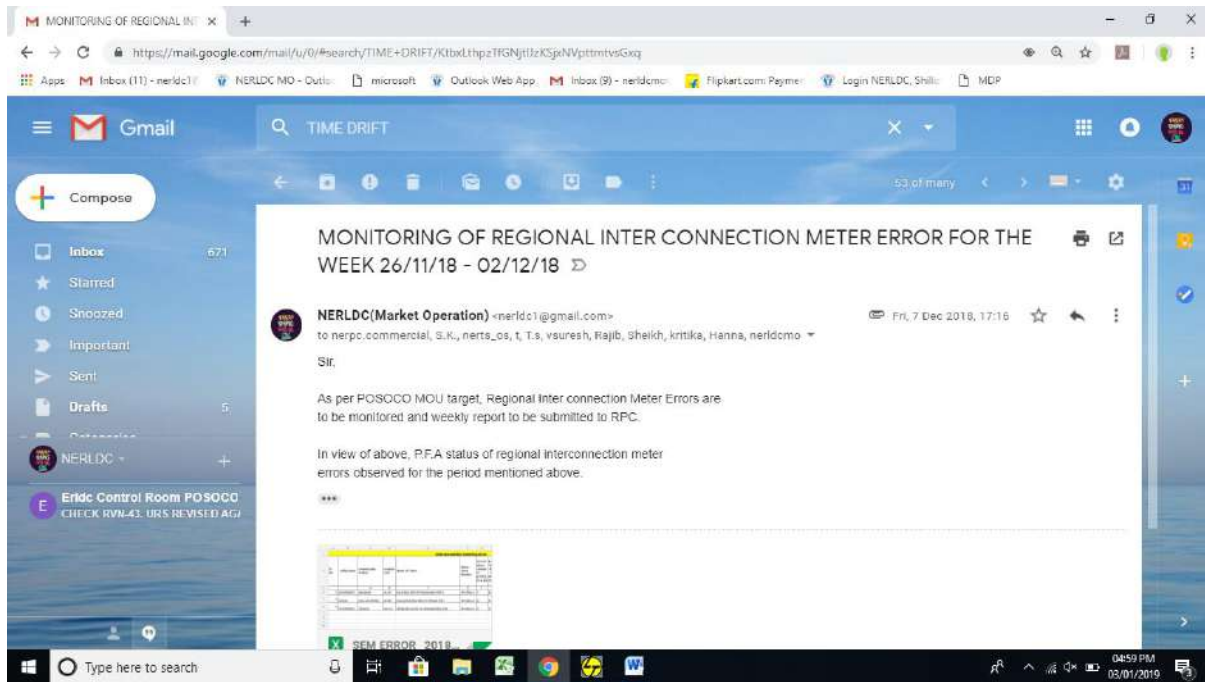 MONITORING OF REGIONAL INT
https://mail.google.com/mail/u/0/#search/TIME+DRIFT/
Apps
Inbox (11) - nerldc1
NERLDC MO - Outlo
microsoft
Outlook Web App
Inbox (9) - nerldcmo
Flipkart.com: Paymen
Login NERLDC, Shillo
MDP
Gmail
TIME DRIFT
Compose
53 of many
31
Inbox 671
Starred
Snoozed
Important
Sent
Drafts 5
Categories
NERLDC
E
Erldc Control Room POSOCO
CHECK RVN-43, URS REVISED AGA
MONITORING OF REGIONAL INTER CONNECTION METER ERROR FOR THE
WEEK 26/11/18 - 02/12/18
NERLDC(Market Operation) <nerldc1@gmail.com>
Fri, 7 Dec 2018, 17:16
to nerpc.commercial, S.K., nerts_os, t, T.s, vsuresh, Rajib, Sheikh, kritika, Hanna, nerldcmo
Sir,
As per POSOCO MOU target, Regional Inter connection Meter Errors are
to be monitored and weekly report to be submitted to RPC.
In view of above, P.F.A status of regional interconnection meter
errors observed for the period mentioned above.
SEM ERROR_2018...
Type here to search
04:59 PM
03/01/2019